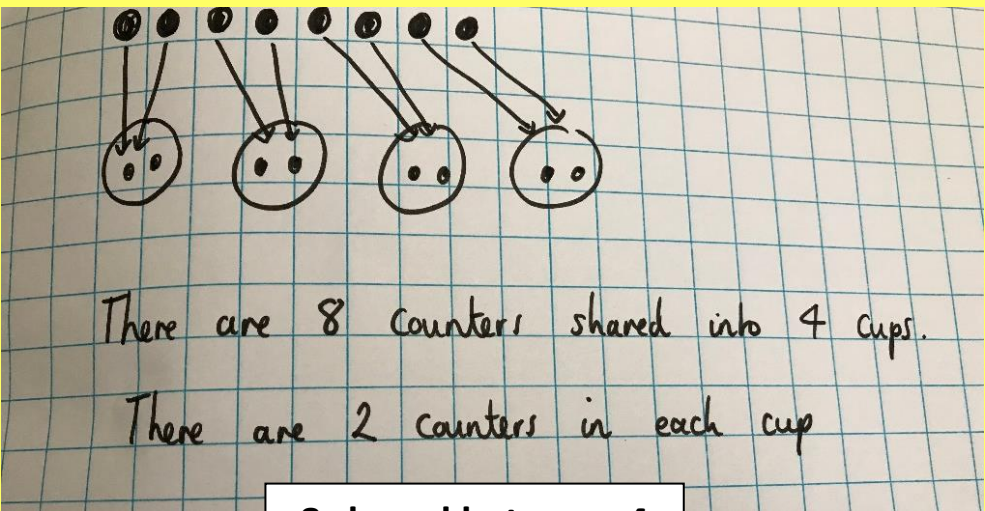 There are 8 counters shared into 4 cups.
There are 2 counters in each cup